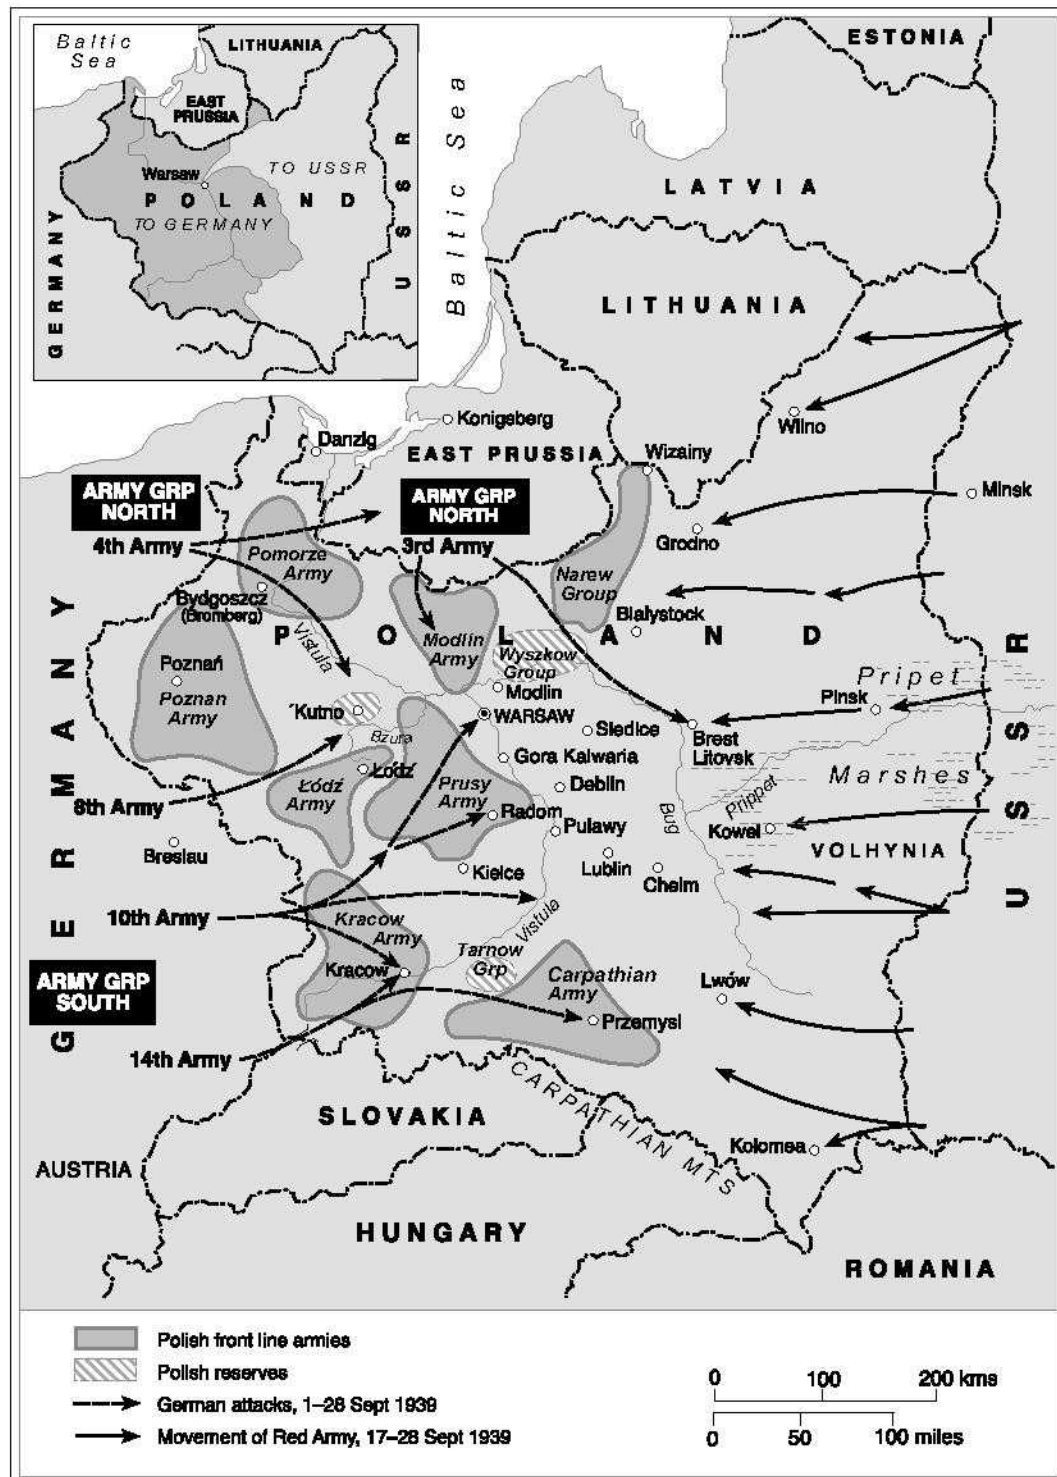 Baltic
Sea
LITHUANIA
EAST
PRUSSIA
TO USSR
Warsaw
POLAND
TO GERMANY
GERMANY
USSR
Baltic Sea
ESTONIA
LATVIA
LITHUANIA
Wilno
Konigsberg
Danzig
EAST PRUSSIA
Wizainy
Minsk
ARMY GRP
NORTH
4th Army
ARMY GRP
NORTH
3rd Army
Grodno
Pomorze
Army
Narew
Group
Bydgoszcz
(Bromberg)
Bialystock
POLAND
Vistula
Modlin
Army
Wyszkow
Group
Modlin
Poznań
Poznan
Army
Pripet
Marshes
Pinsk
'Kutno
WARSAW
Siedlce
Brest
Litovsk
Bzura
Gora Kalwaria
Łódź
Łódź
Army
Prusy
Army
Deblin
Prippet
8th Army
Radom
Pulawy
Bug
Kowel
VOLHYNIA
Breslau
Kielce
Lublin
Chelm
10th Army
Kracow
Army
Vistula
Tarnow
Grp
Kracow
Carpathian
Army
Lwów
ARMY GRP
SOUTH
Przemysl
14th Army
GERMANY
USSR
CARPATHIAN MTS
SLOVAKIA
Kolomea
AUSTRIA
HUNGARY
ROMANIA
Polish front line armies
Polish reserves
German attacks, 1–28 Sept 1939
Movement of Red Army, 17–28 Sept 1939
0 100 200 kms
0 50 100 miles